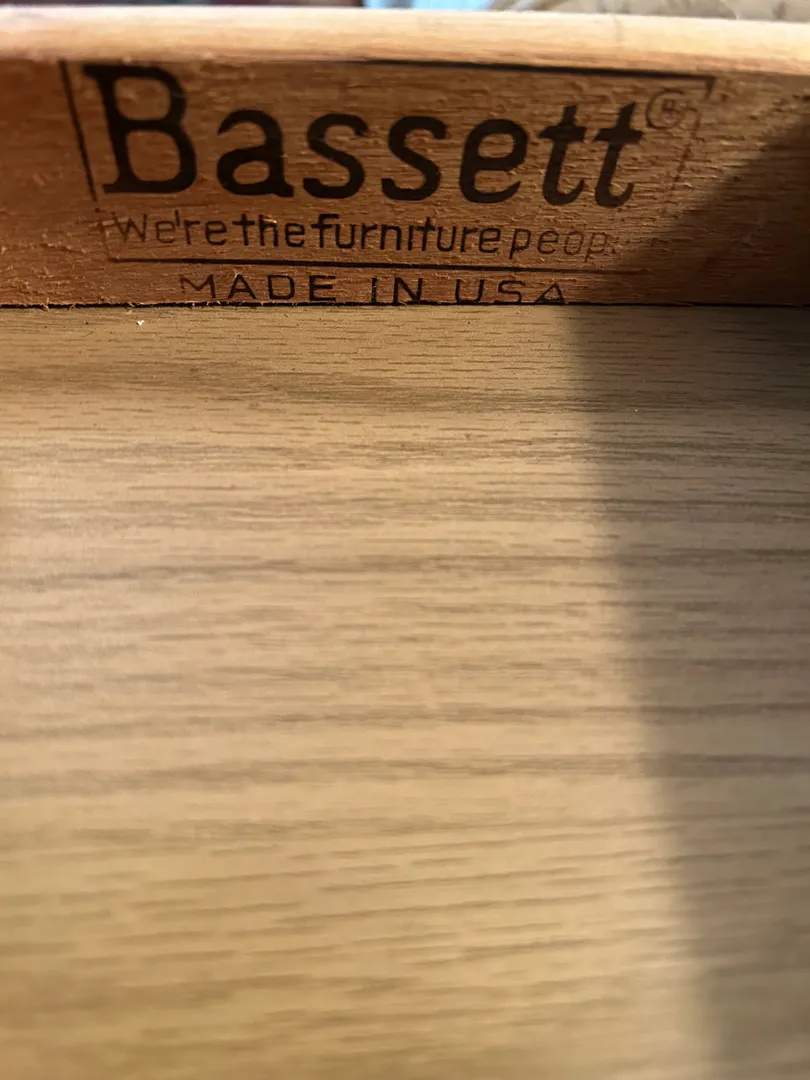 Bassett®
We're the furniture peop
MADE IN USA